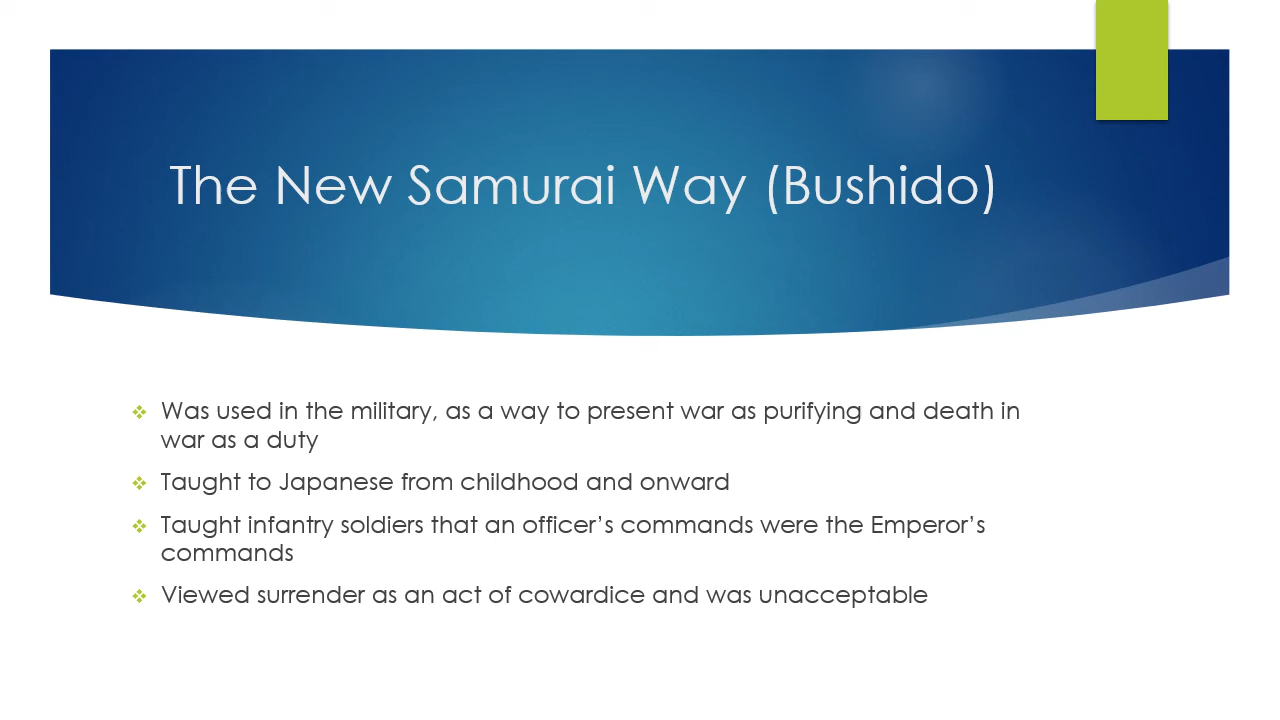 The New Samurai Way (Bushido)
Was used in the military, as a way to present war as purifying and death in
war as a duty
Taught to Japanese from childhood and onward
Taught infantry soldiers that an officer’s commands were the Emperor’s
commands
Viewed surrender as an act of cowardice and was unacceptable